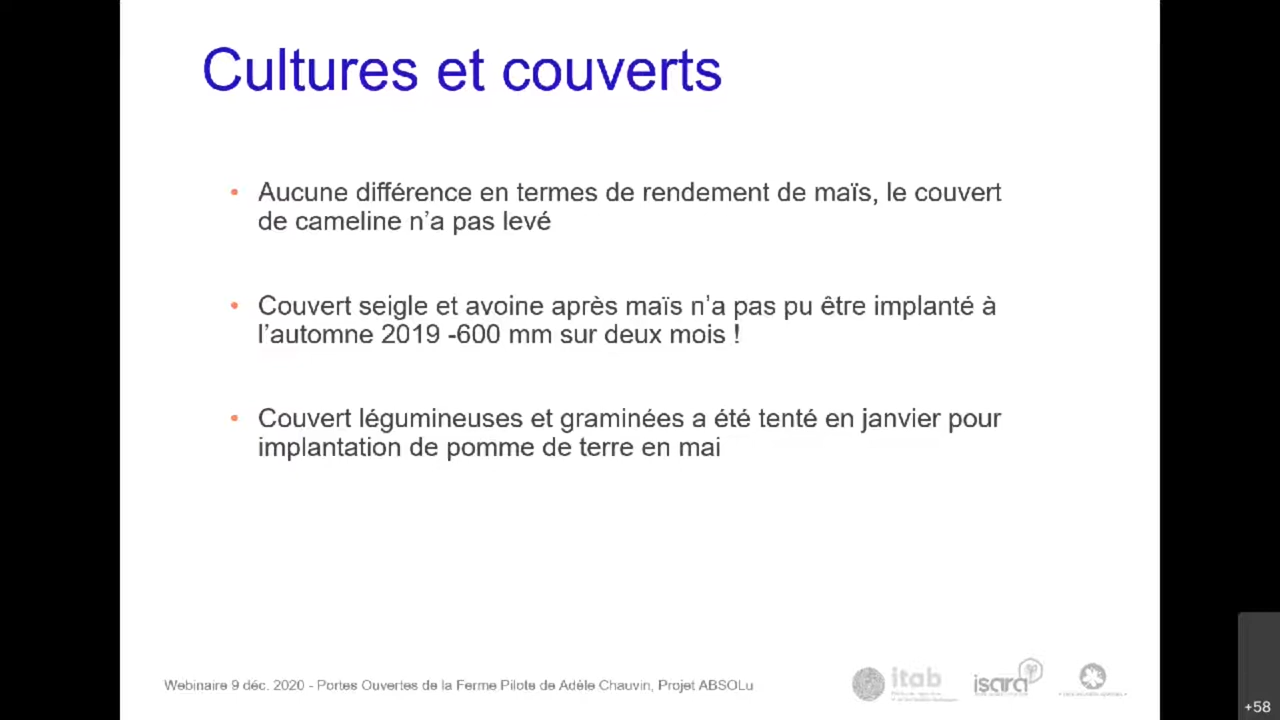 Cultures et couverts
• Aucune différence en termes de rendement de maïs, le couvert
de cameline n’a pas levé
• Couvert seigle et avoine après maïs n’a pas pu être implanté à
l’automne 2019 -600 mm sur deux mois !
• Couvert légumineuses et graminées a été tenté en janvier pour
implantation de pomme de terre en mai
Webinaire 9 déc. 2020 - Portes Ouvertes de la Ferme Pilote de Adèle Chauvin, Projet ABSOLu
itab
isara
+58